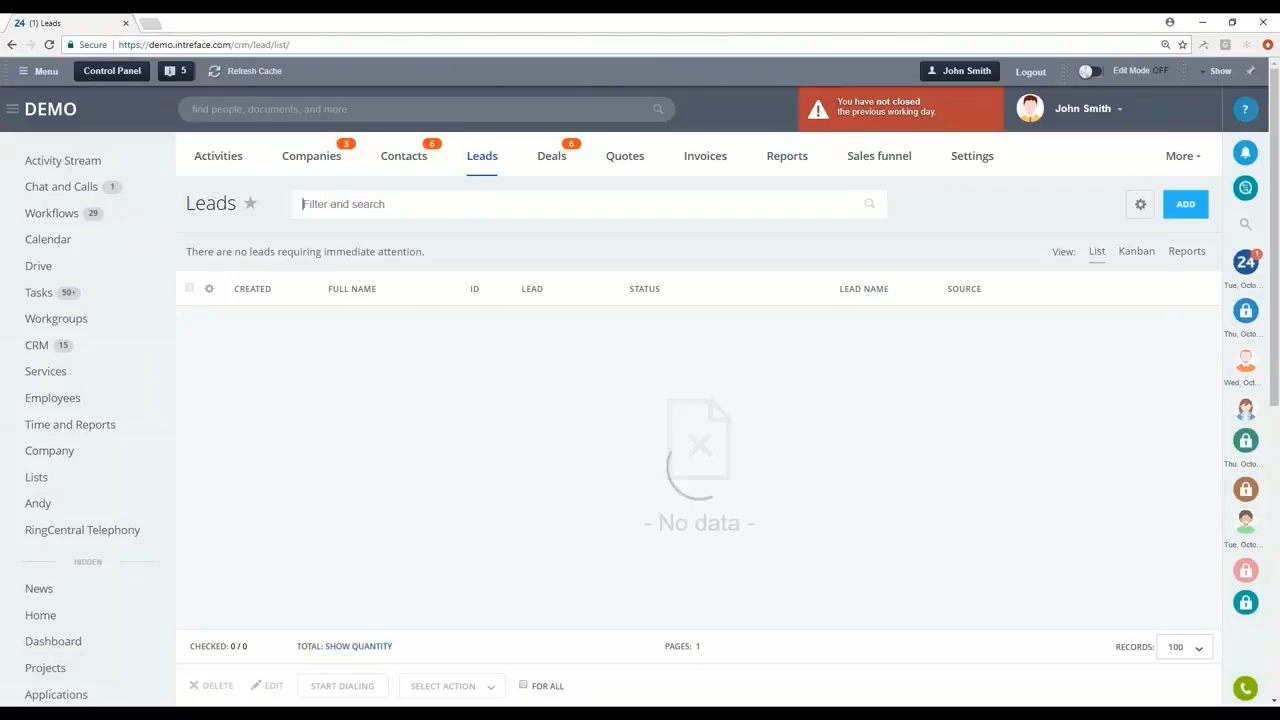 24 (1) Leads
Secure https://demo.intreface.com/crm/lead/list/
Menu Control Panel 5 Refresh Cache John Smith Logout Edit Mode OFF Show
DEMO find people, documents, and more You have not closed
the previous working day. John Smith ?
Activity Stream
Chat and Calls 1
Workflows 29
Calendar
Drive
Tasks 50+
Workgroups
CRM 15
Services
Employees
Time and Reports
Company
Lists
Andy
RingCentral Telephony
HIDDEN
News
Home
Dashboard
Projects
Applications
Activities Companies 3 Contacts 6 Leads Deals 6 Quotes Invoices Reports Sales funnel Settings More
Leads Filter and search ADD
There are no leads requiring immediate attention. View: List Kanban Reports
CREATED FULL NAME ID LEAD STATUS LEAD NAME SOURCE
- No data -
CHECKED: 0 / 0 TOTAL: SHOW QUANTITY PAGES: 1 RECORDS: 100
DELETE EDIT START DIALING SELECT ACTION FOR ALL
24 1
Tue, Octo...
Thu, Octo...
Wed, Oct...
Thu, Octo...
Tue, Octo...